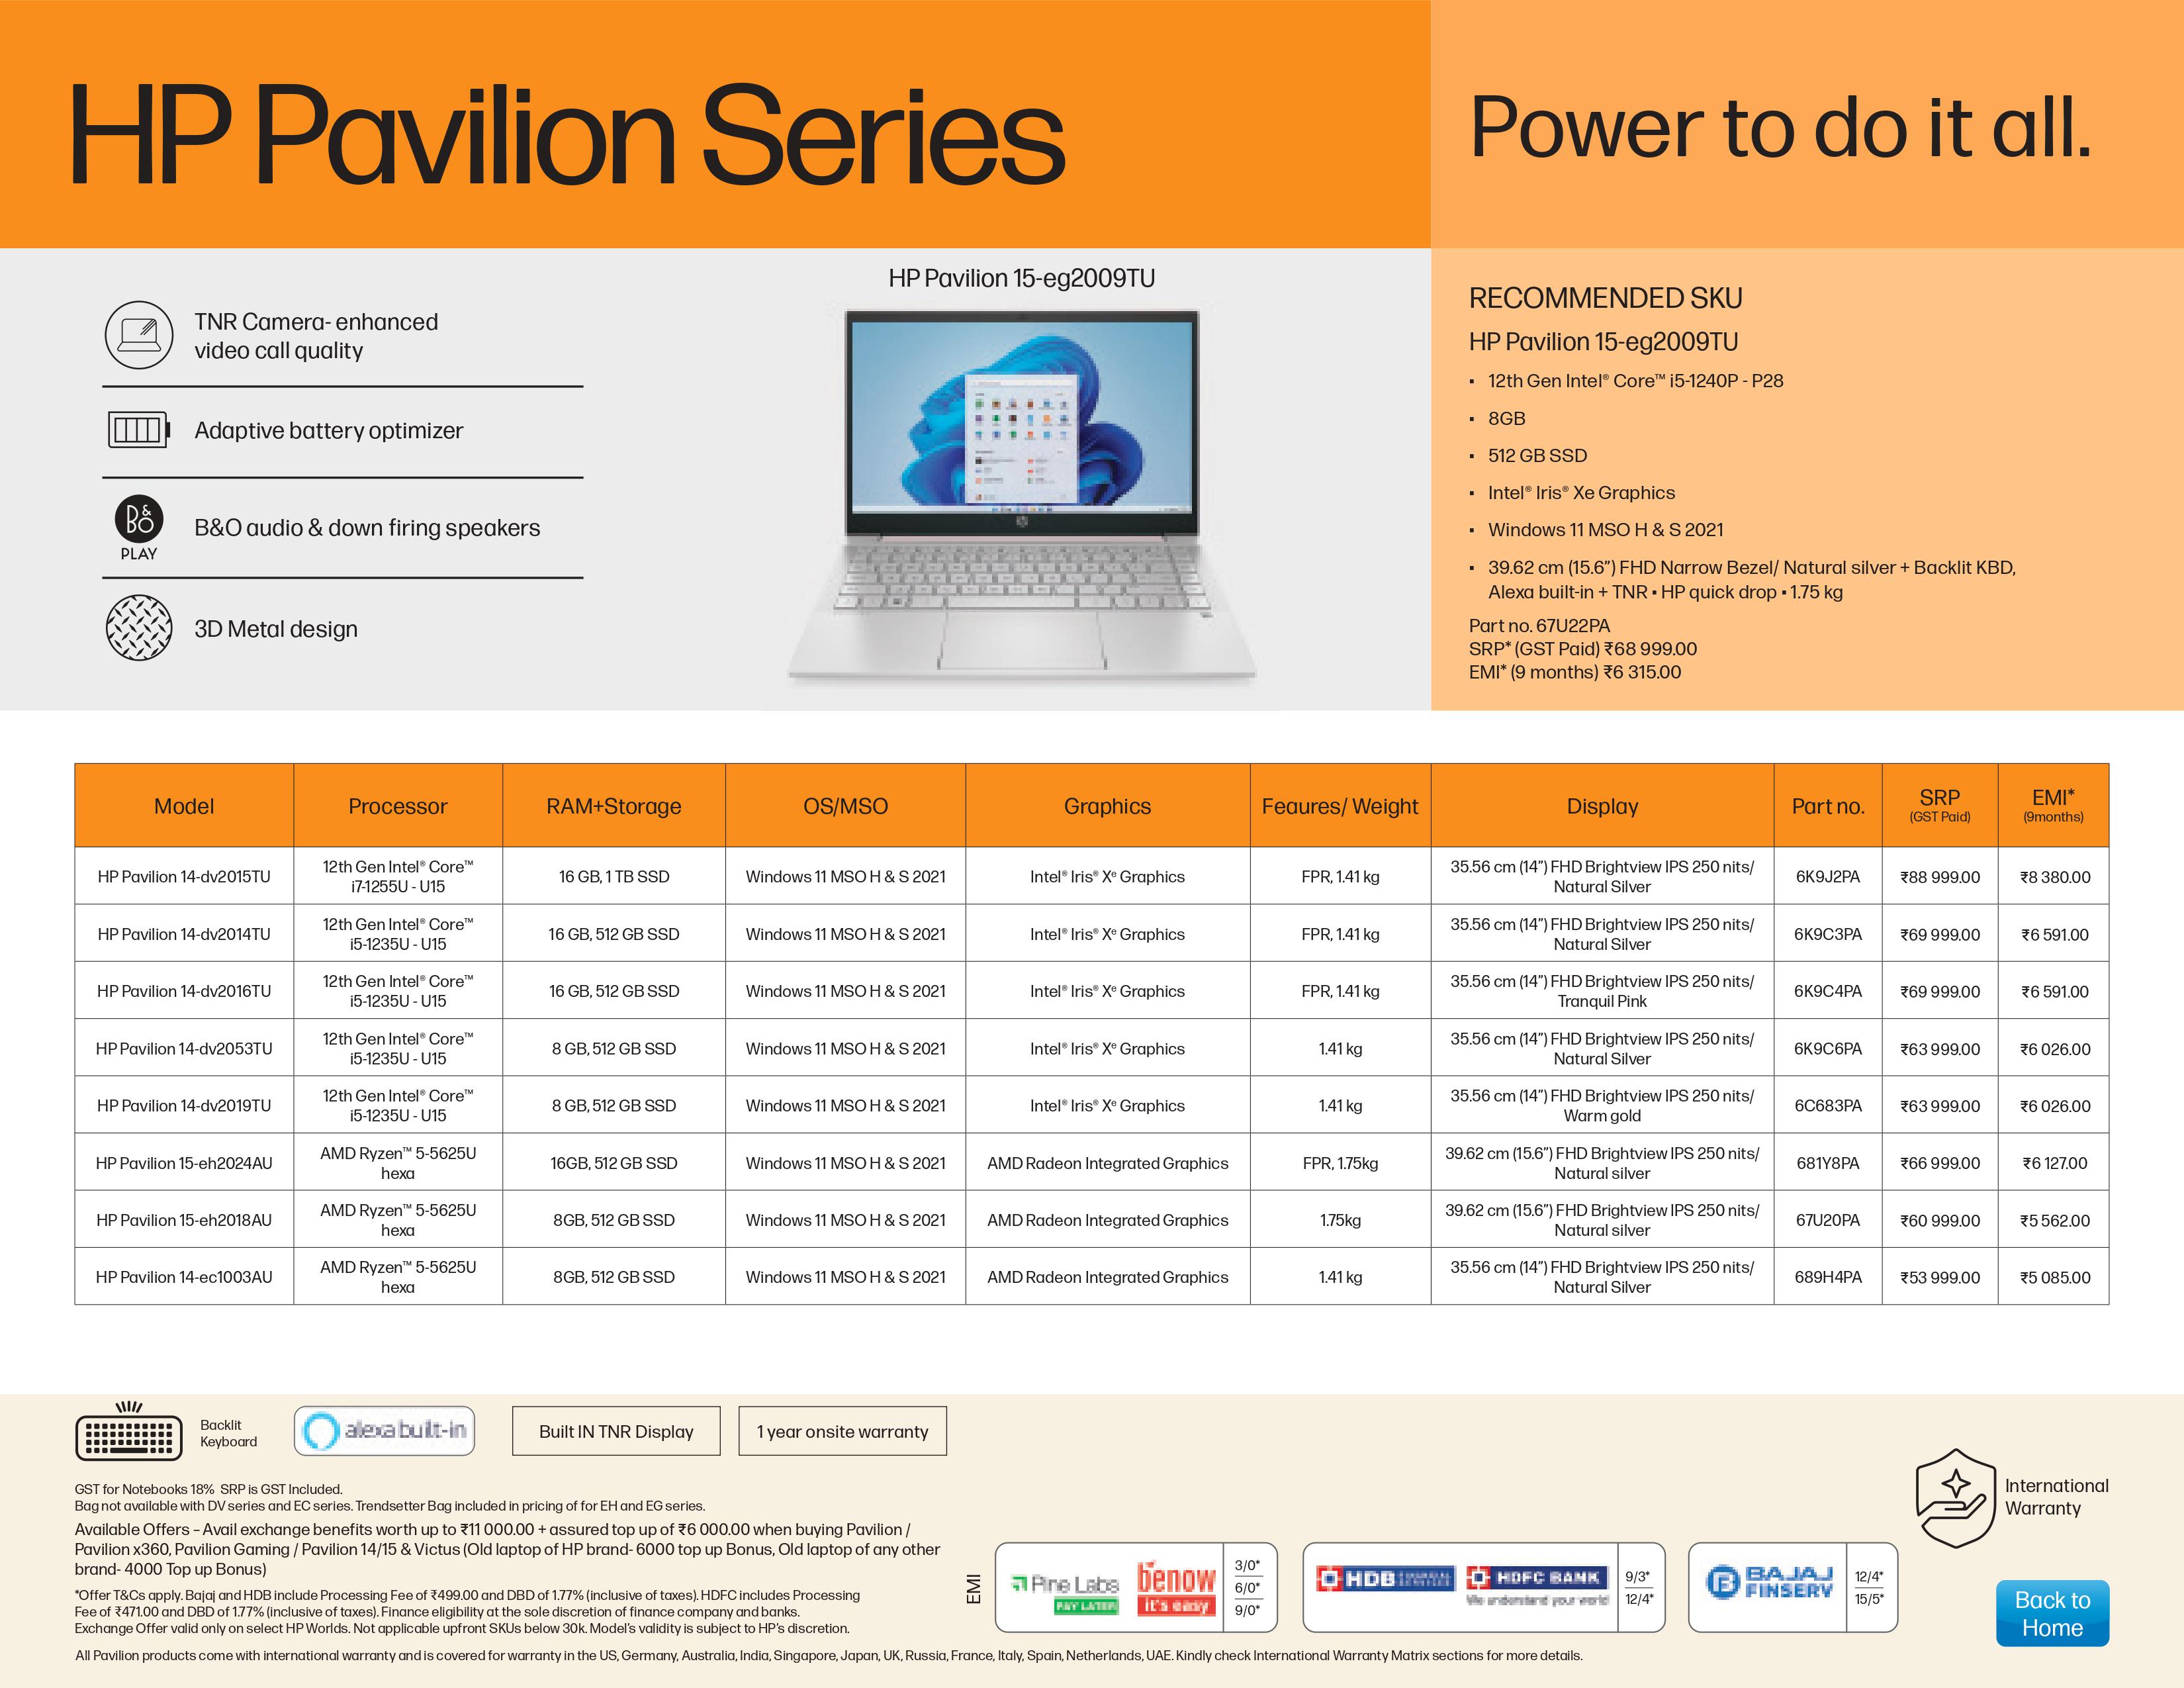 HP Pavilion Series
Power to do it all.
TNR Camera- enhanced
video call quality
Adaptive battery optimizer
B&O
PLAY
B&O audio & down firing speakers
3D Metal design
HP Pavilion 15-eg2009TU
RECOMMENDED SKU
HP Pavilion 15-eg2009TU
▪ 12th Gen Intel® Core™ i5-1240P - P28
▪ 8GB
▪ 512 GB SSD
▪ Intel® Iris® Xe Graphics
▪ Windows 11 MSO H & S 2021
▪ 39.62 cm (15.6”) FHD Narrow Bezel/ Natural silver + Backlit KBD,
Alexa built-in + TNR ▪ HP quick drop ▪ 1.75 kg
Part no. 67U22PA
SRP* (GST Paid) ₹68 999.00
EMI* (9 months) ₹6 315.00
Model Processor RAM+Storage OS/MSO Graphics Feaures/ Weight Display Part no. SRP (GST Paid) EMI* (9months)
HP Pavilion 14-dv2015TU 12th Gen Intel® Core™ i7-1255U - U15 16 GB, 1 TB SSD Windows 11 MSO H & S 2021 Intel® Iris® Xᵉ Graphics FPR, 1.41 kg 35.56 cm (14”) FHD Brightview IPS 250 nits/ Natural Silver 6K9J2PA ₹88 999.00 ₹8 380.00
HP Pavilion 14-dv2014TU 12th Gen Intel® Core™ i5-1235U - U15 16 GB, 512 GB SSD Windows 11 MSO H & S 2021 Intel® Iris® Xᵉ Graphics FPR, 1.41 kg 35.56 cm (14”) FHD Brightview IPS 250 nits/ Natural Silver 6K9C3PA ₹69 999.00 ₹6 591.00
HP Pavilion 14-dv2016TU 12th Gen Intel® Core™ i5-1235U - U15 16 GB, 512 GB SSD Windows 11 MSO H & S 2021 Intel® Iris® Xᵉ Graphics FPR, 1.41 kg 35.56 cm (14”) FHD Brightview IPS 250 nits/ Tranquil Pink 6K9C4PA ₹69 999.00 ₹6 591.00
HP Pavilion 14-dv2053TU 12th Gen Intel® Core™ i5-1235U - U15 8 GB, 512 GB SSD Windows 11 MSO H & S 2021 Intel® Iris® Xᵉ Graphics 1.41 kg 35.56 cm (14”) FHD Brightview IPS 250 nits/ Natural Silver 6K9C6PA ₹63 999.00 ₹6 026.00
HP Pavilion 14-dv2019TU 12th Gen Intel® Core™ i5-1235U - U15 8 GB, 512 GB SSD Windows 11 MSO H & S 2021 Intel® Iris® Xᵉ Graphics 1.41 kg 35.56 cm (14”) FHD Brightview IPS 250 nits/ Warm gold 6C683PA ₹63 999.00 ₹6 026.00
HP Pavilion 15-eh2024AU AMD Ryzen™ 5-5625U hexa 16GB, 512 GB SSD Windows 11 MSO H & S 2021 AMD Radeon Integrated Graphics FPR, 1.75kg 39.62 cm (15.6”) FHD Brightview IPS 250 nits/ Natural silver 681Y8PA ₹66 999.00 ₹6 127.00
HP Pavilion 15-eh2018AU AMD Ryzen™ 5-5625U hexa 8GB, 512 GB SSD Windows 11 MSO H & S 2021 AMD Radeon Integrated Graphics 1.75kg 39.62 cm (15.6”) FHD Brightview IPS 250 nits/ Natural silver 67U20PA ₹60 999.00 ₹5 562.00
HP Pavilion 14-ec1003AU AMD Ryzen™ 5-5625U hexa 8GB, 512 GB SSD Windows 11 MSO H & S 2021 AMD Radeon Integrated Graphics 1.41 kg 35.56 cm (14”) FHD Brightview IPS 250 nits/ Natural Silver 689H4PA ₹53 999.00 ₹5 085.00
Backlit
Keyboard
alexa built-in
Built IN TNR Display
1 year onsite warranty
GST for Notebooks 18% SRP is GST Included.
Bag not available with DV series and EC series. Trendsetter Bag included in pricing of for EH and EG series.
Available Offers – Avail exchange benefits worth up to ₹11 000.00 + assured top up of ₹6 000.00 when buying Pavilion /
Pavilion x360, Pavilion Gaming / Pavilion 14/15 & Victus (Old laptop of HP brand- 6000 top up Bonus, Old laptop of any other
brand- 4000 Top up Bonus)
*Offer T&Cs apply. Bajaj and HDB include Processing Fee of ₹499.00 and DBD of 1.77% (inclusive of taxes). HDFC includes Processing
Fee of ₹471.00 and DBD of 1.77% (inclusive of taxes). Finance eligibility at the sole discretion of finance company and banks.
Exchange Offer valid only on select HP Worlds. Not applicable upfront SKUs below 30k. Model’s validity is subject to HP’s discretion.
EMI
Pine Labs
PAY LATER
benow
it's easy
3/0*
6/0*
9/0*
HDB
HDFC BANK
We understand your world
9/3*
12/4*
BAJAJ
FINSERV
12/4*
15/5*
International
Warranty
Back to
Home
All Pavilion products come with international warranty and is covered for warranty in the US, Germany, Australia, India, Singapore, Japan, UK, Russia, France, Italy, Spain, Netherlands, UAE. Kindly check International Warranty Matrix sections for more details.